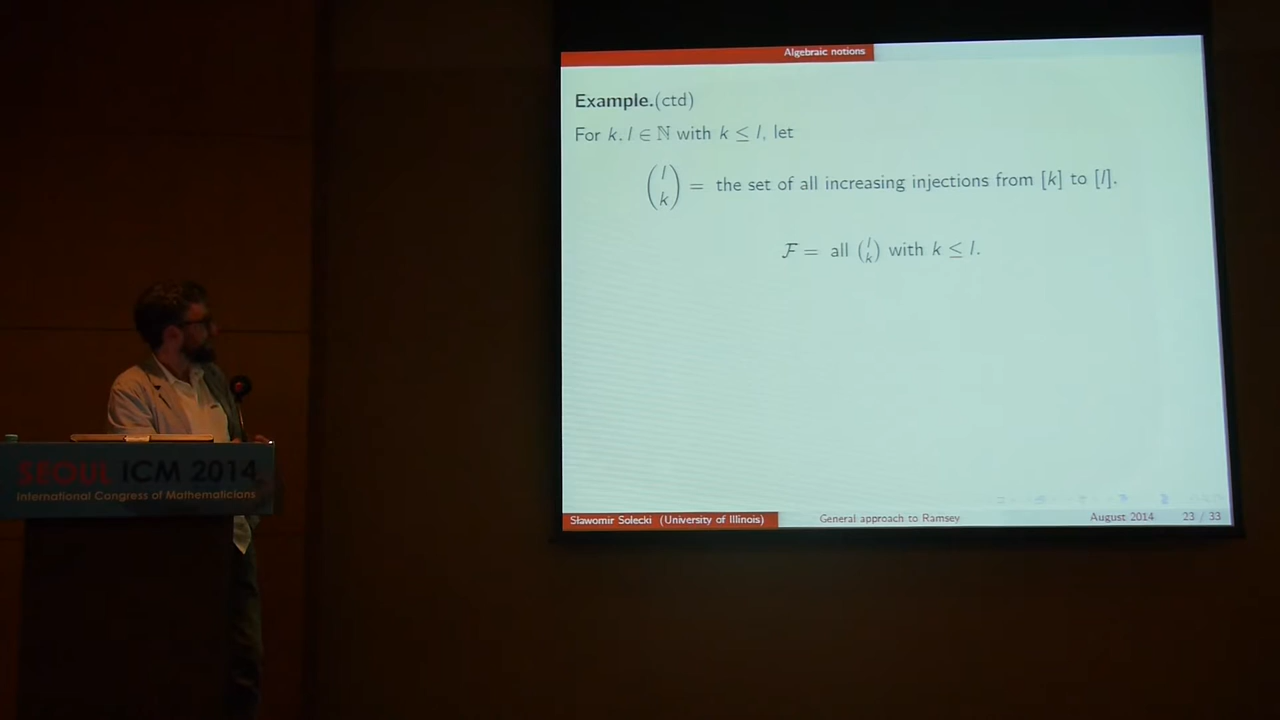 Algebraic notions
Example.(ctd)
For k, l ∈ ℕ with k ≤ l, let
(l k) = the set of all increasing injections from [k] to [l].
ℱ = all (l k) with k ≤ l.
Sławomir Solecki (University of Illinois) General approach to Ramsey August 2014 23 / 33
SEOUL ICM 2014
International Congress of Mathematicians